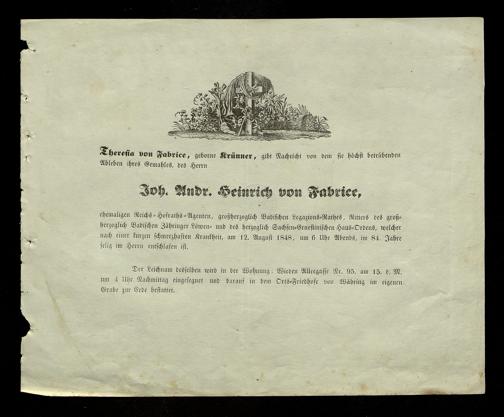 Theresia von Fabrice, geborne Krünner, gibt Nachricht von dem sie höchst betrübenden
Ableben ihres Gemahles, des Herrn
Joh. Andr. Heinrich von Fabrice,
ehemaligen Reichs-Hofraths-Agenten, großherzoglich Badischen Legazions-Rathes, Ritters des groß-
herzoglich Badischen Zähringer Löwen- und des herzoglich Sachsen-Ernestinischen Haus-Ordens, welcher
nach einer kurzen schmerzhaften Krankheit, am 12. August 1848, um 6 Uhr Abends, im 84. Jahre
selig im Herrn entschlafen ist.
Der Leichnam desselben wird in der Wohnung: Wieden Alleegasse Nr. 95, am 15. d. M.
um 4 Uhr Nachmittag eingesegnet und darauf in dem Orts-Friedhofe von Währing im eigenen
Grabe zur Erde bestattet.